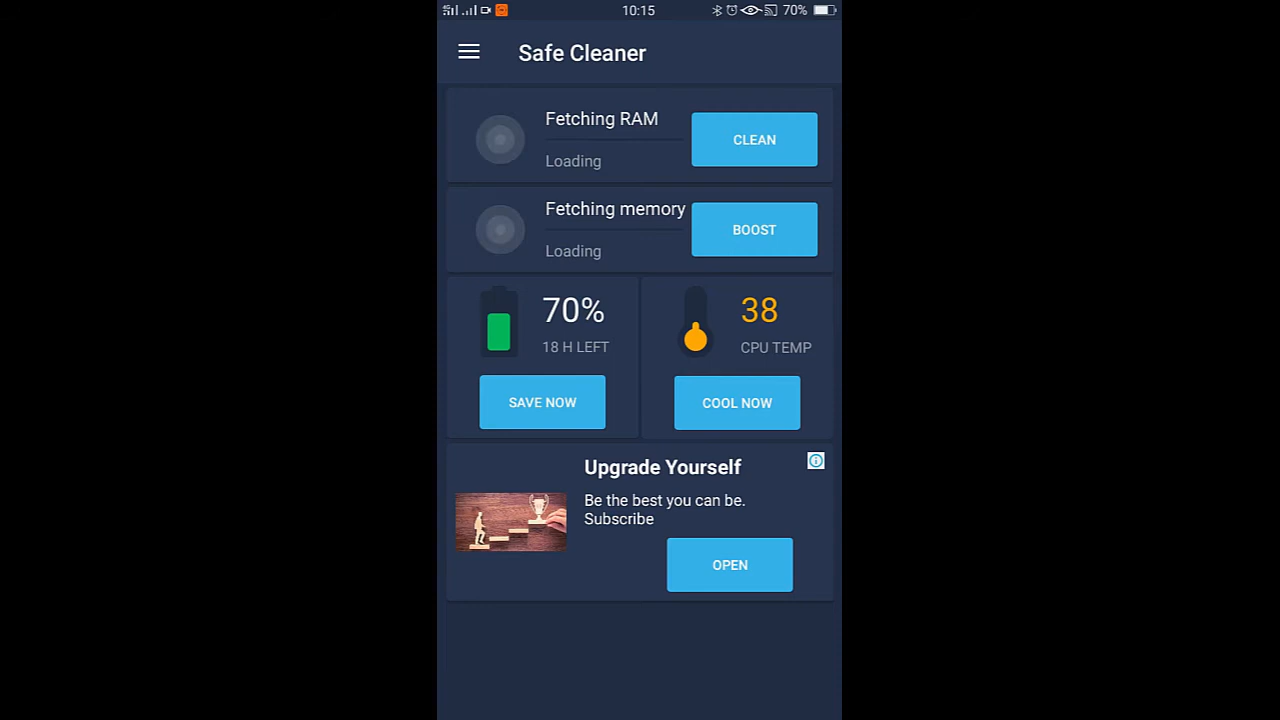 10:15
70%
Safe Cleaner
Fetching RAM
Loading
CLEAN
Fetching memory
Loading
BOOST
70%
18 H LEFT
SAVE NOW
38
CPU TEMP
COOL NOW
Upgrade Yourself
Be the best you can be.
Subscribe
OPEN